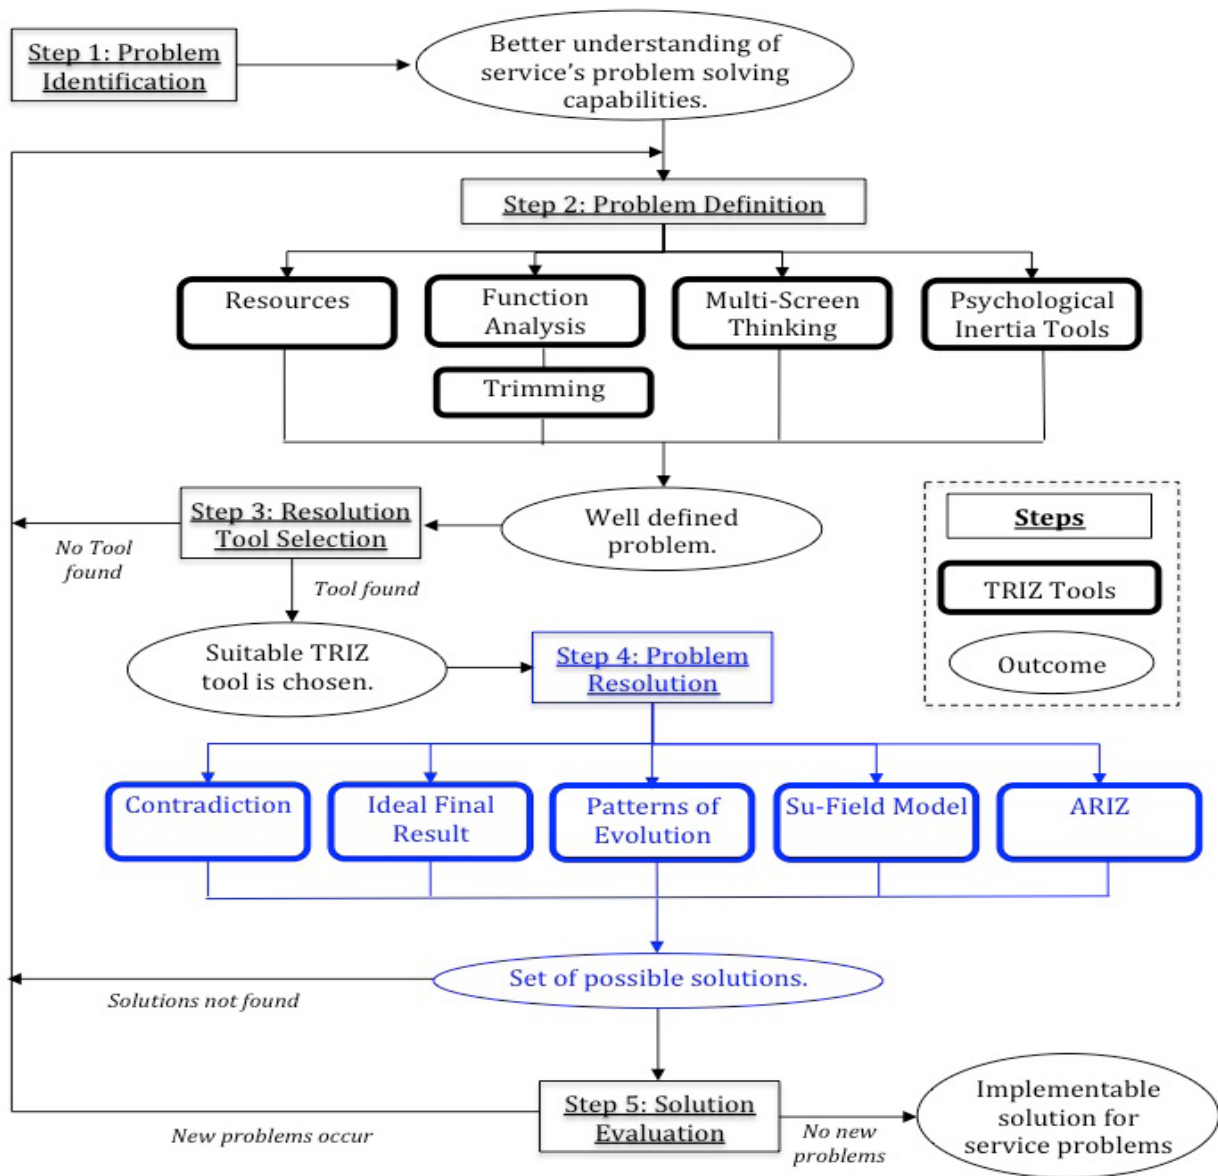 Step 1: Problem
Identification
Better understanding of
service's problem solving
capabilities.
Step 2: Problem Definition
Resources
Function
Analysis
Multi-Screen
Thinking
Psychological
Inertia Tools
Trimming
Step 3: Resolution
Tool Selection
Well defined
problem.
No Tool
found
Tool found
Steps
TRIZ Tools
Outcome
Suitable TRIZ
tool is chosen.
Step 4: Problem
Resolution
Contradiction
Ideal Final
Result
Patterns of
Evolution
Su-Field Model
ARIZ
Set of possible solutions.
Solutions not found
Step 5: Solution
Evaluation
New problems occur
No new
problems
Implementable
solution for
service problems